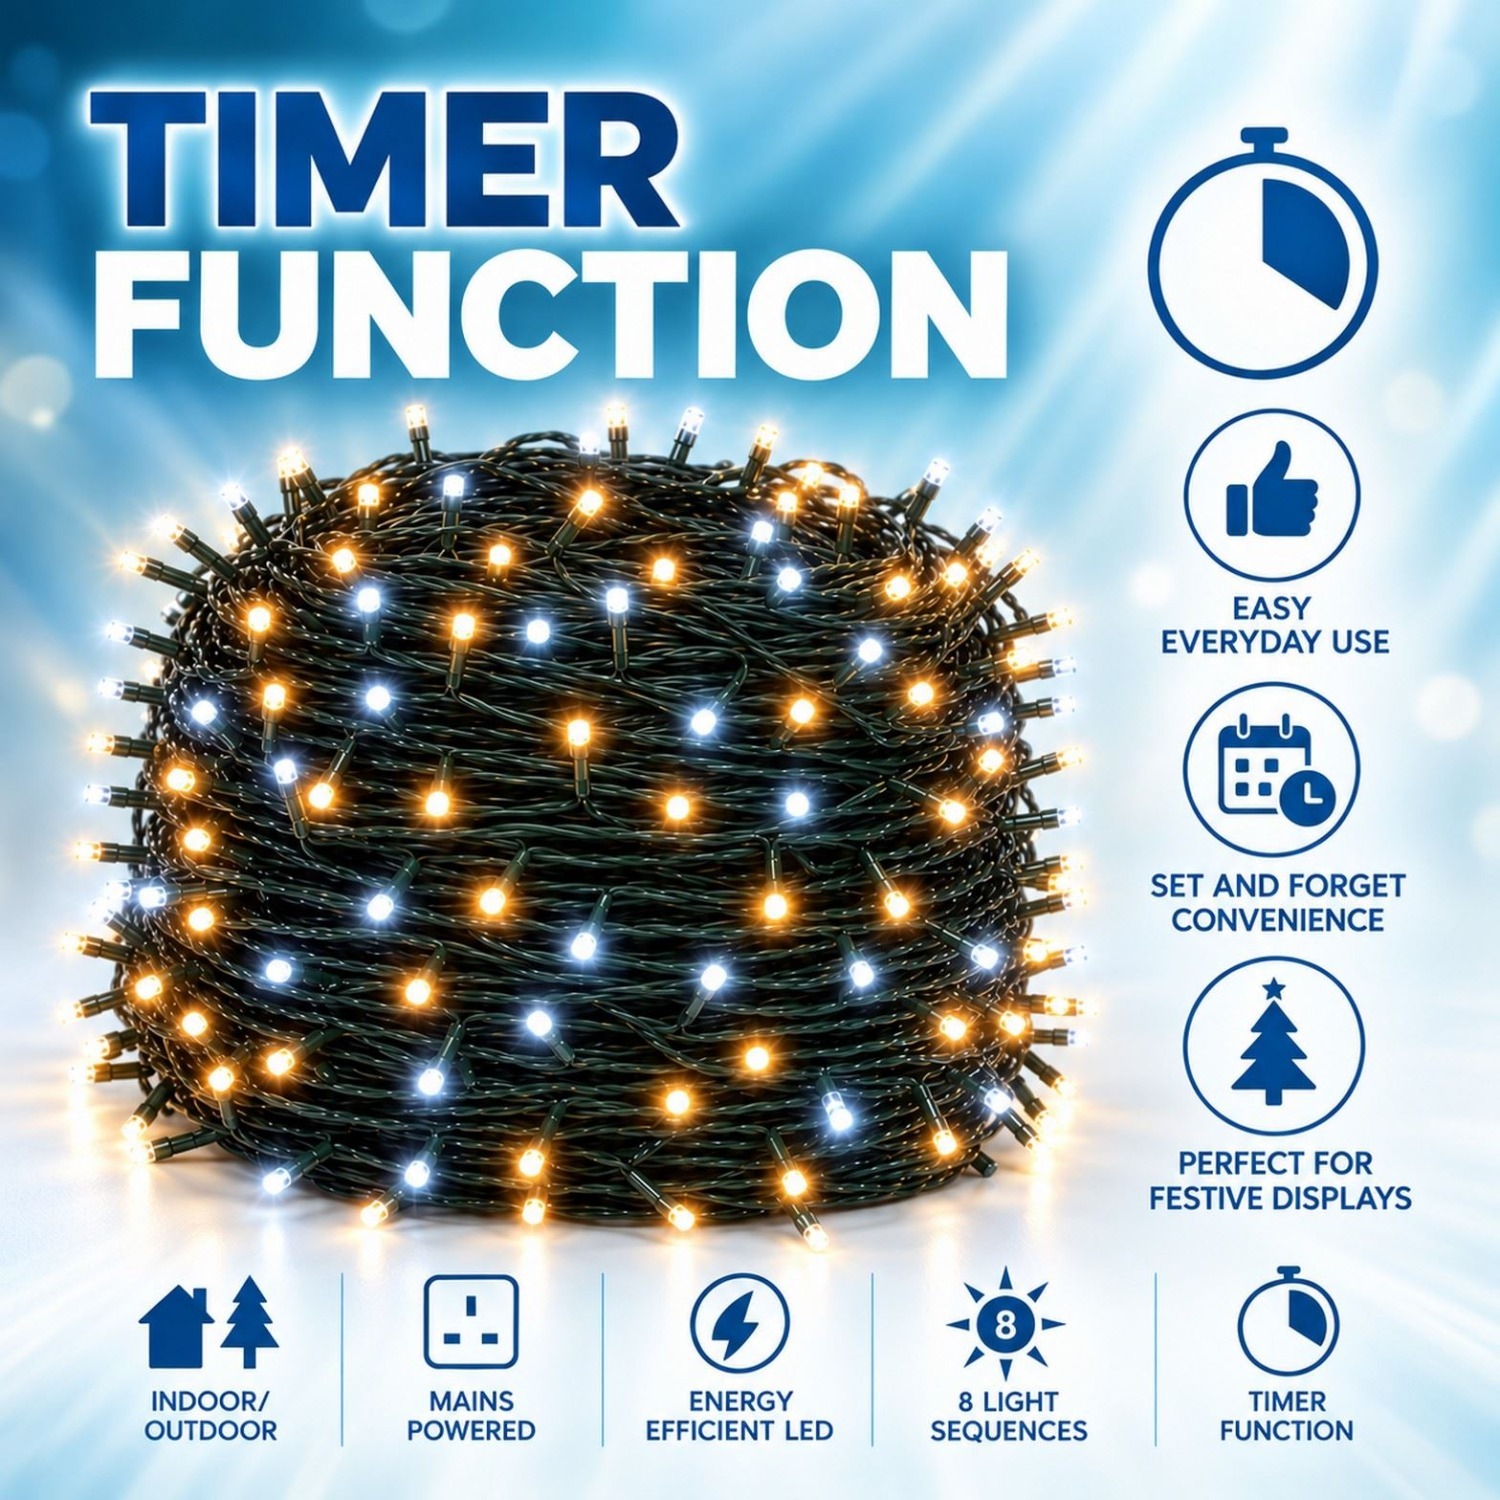 TIMER
FUNCTION
EASY
EVERYDAY USE
SET AND FORGET
CONVENIENCE
PERFECT FOR
FESTIVE DISPLAYS
INDOOR/
OUTDOOR
MAINS
POWERED
ENERGY
EFFICIENT LED
8
8 LIGHT
SEQUENCES
TIMER
FUNCTION